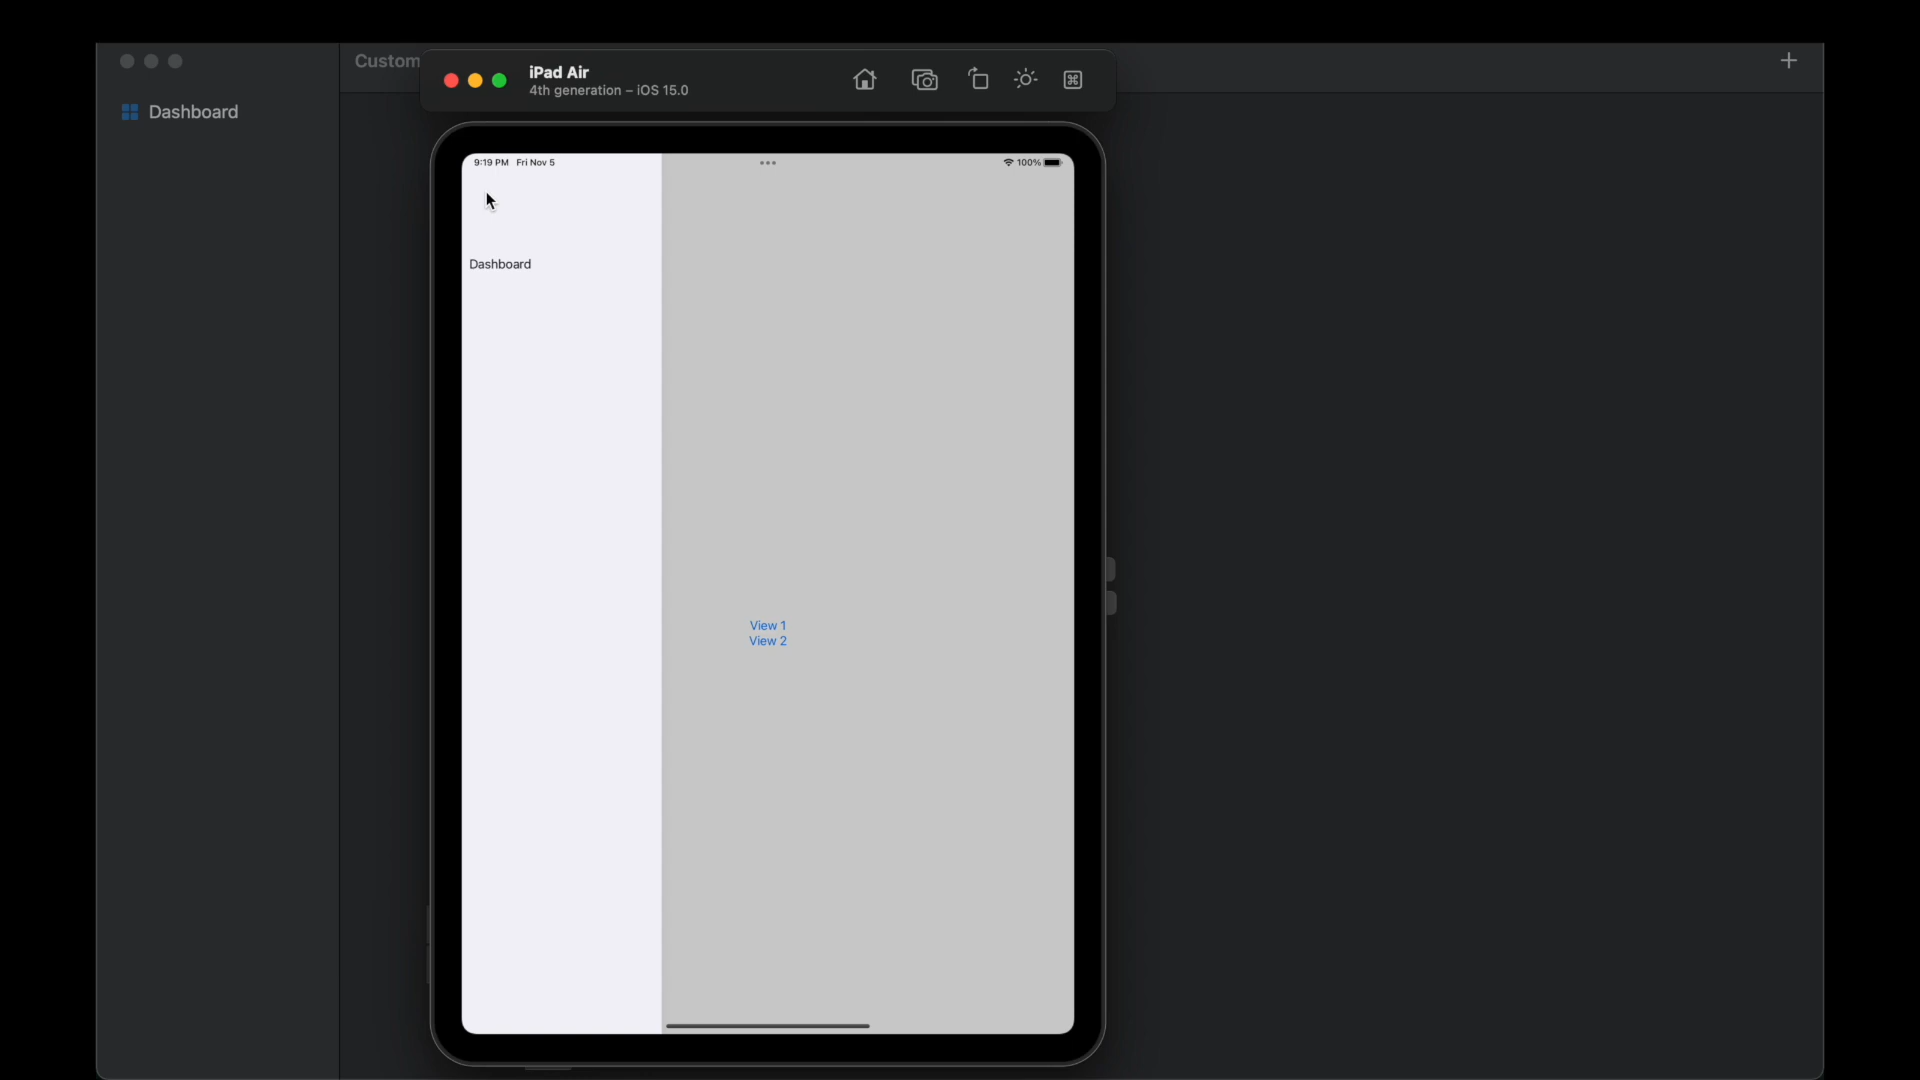 Custom
Dashboard
iPad Air
4th generation – iOS 15.0
9:19 PM Fri Nov 5
100%
Dashboard
View 1
View 2